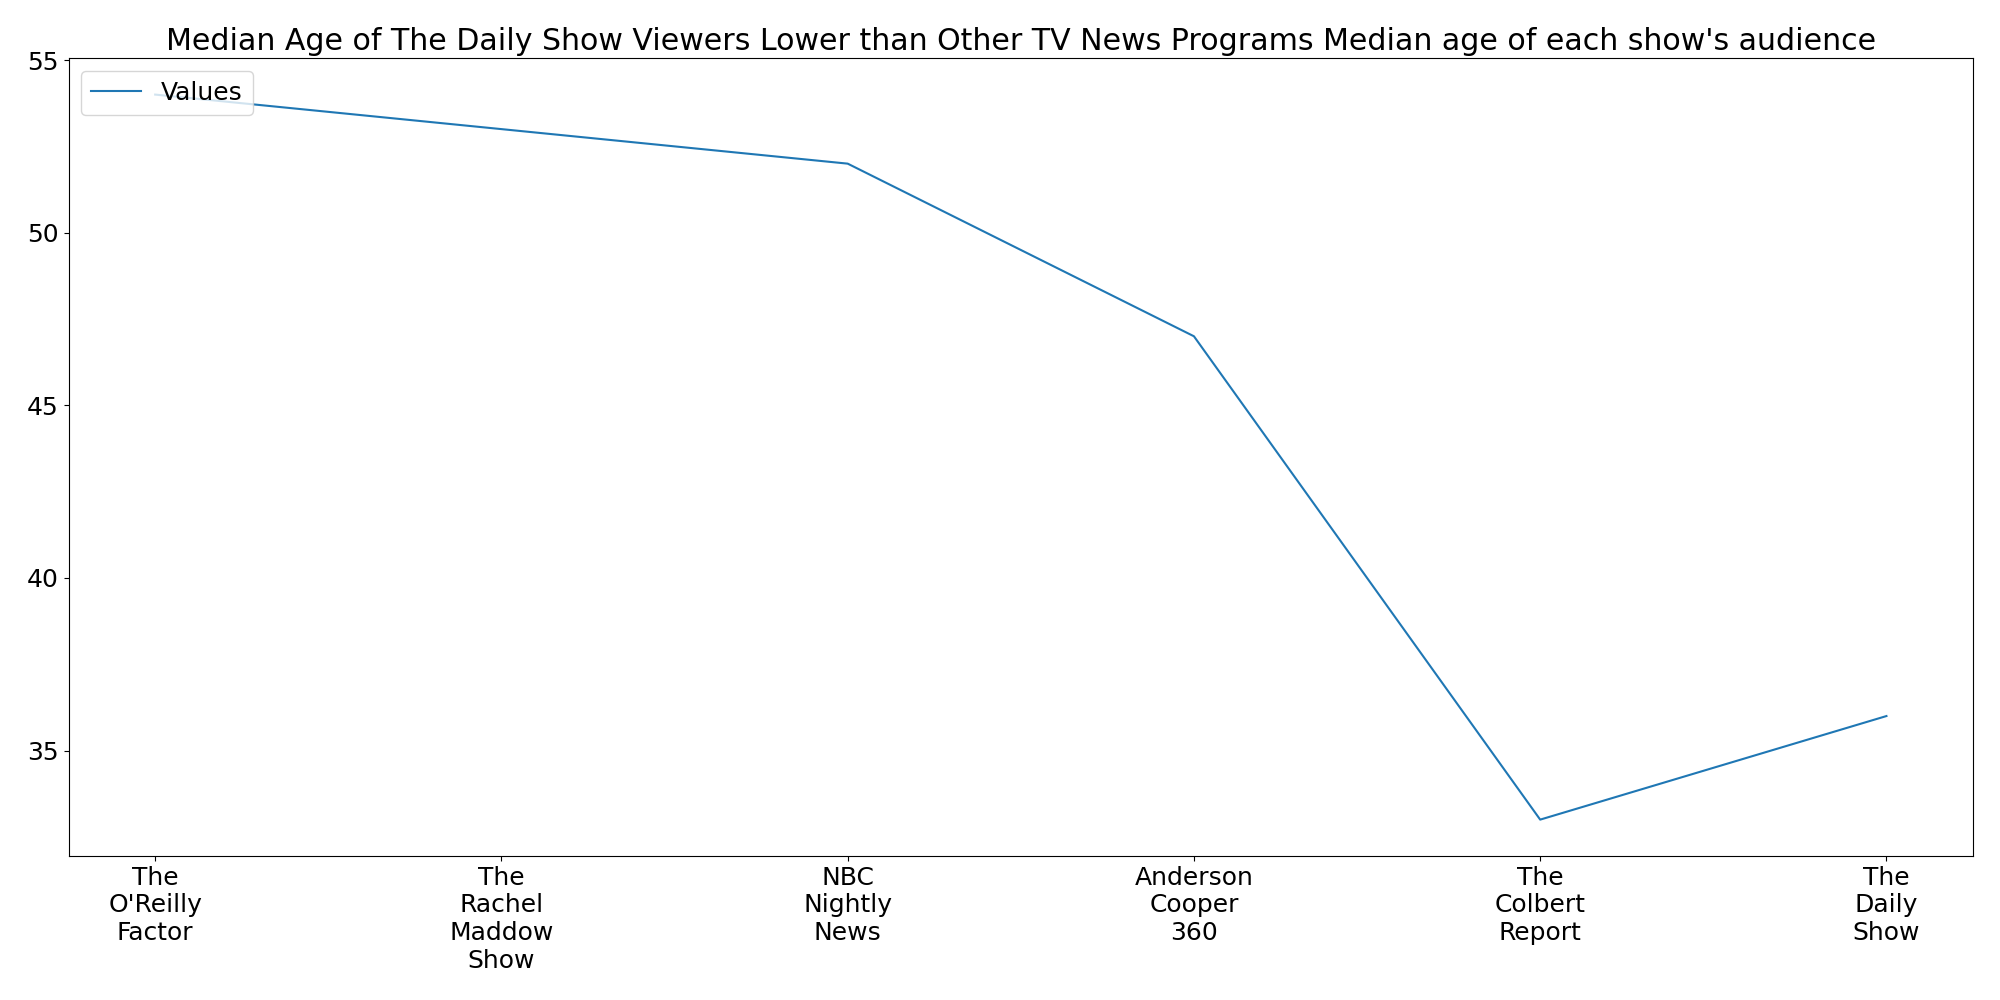 Median Age of The Daily Show Viewers Lower than Other TV News Programs Median age of each show's audience
Values
55
50
45
40
35
The
O'Reilly
Factor
The
Rachel
Maddow
Show
NBC
Nightly
News
Anderson
Cooper
360
The
Colbert
Report
The
Daily
Show